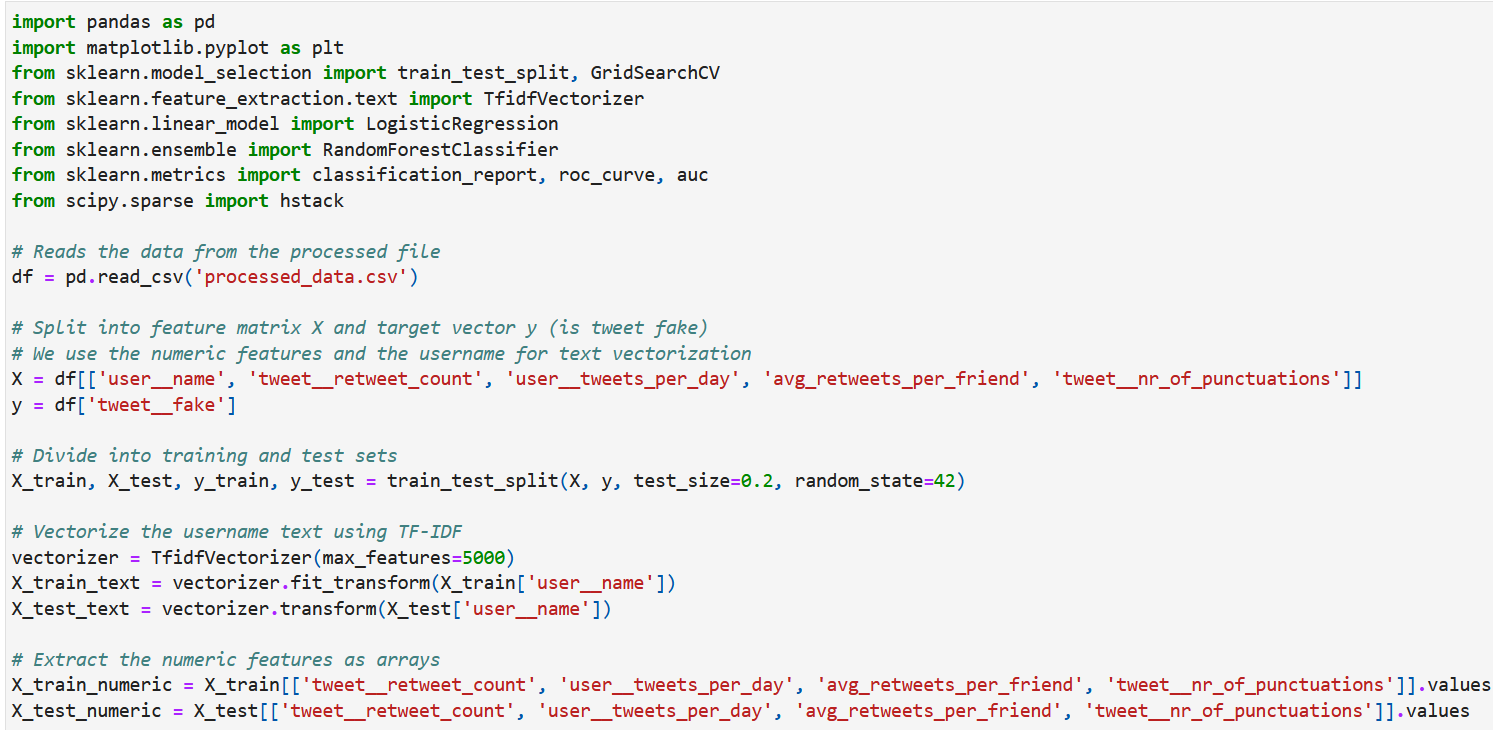 import pandas as pd
import matplotlib.pyplot as plt
from sklearn.model_selection import train_test_split, GridSearchCV
from sklearn.feature_extraction.text import TfidfVectorizer
from sklearn.linear_model import LogisticRegression
from sklearn.ensemble import RandomForestClassifier
from sklearn.metrics import classification_report, roc_curve, auc
from scipy.sparse import hstack
# Reads the data from the processed file
df = pd.read_csv('processed_data.csv')
# Split into feature matrix X and target vector y (is tweet fake)
# We use the numeric features and the username for text vectorization
X = df[['user__name', 'tweet__retweet_count', 'user__tweets_per_day', 'avg_retweets_per_friend', 'tweet__nr_of_punctuations']]
y = df['tweet__fake']
# Divide into training and test sets
X_train, X_test, y_train, y_test = train_test_split(X, y, test_size=0.2, random_state=42)
# Vectorize the username text using TF-IDF
vectorizer = TfidfVectorizer(max_features=5000)
X_train_text = vectorizer.fit_transform(X_train['user__name'])
X_test_text = vectorizer.transform(X_test['user__name'])
# Extract the numeric features as arrays
X_train_numeric = X_train[['tweet__retweet_count', 'user__tweets_per_day', 'avg_retweets_per_friend', 'tweet__nr_of_punctuations']].values
X_test_numeric = X_test[['tweet__retweet_count', 'user__tweets_per_day', 'avg_retweets_per_friend', 'tweet__nr_of_punctuations']].values